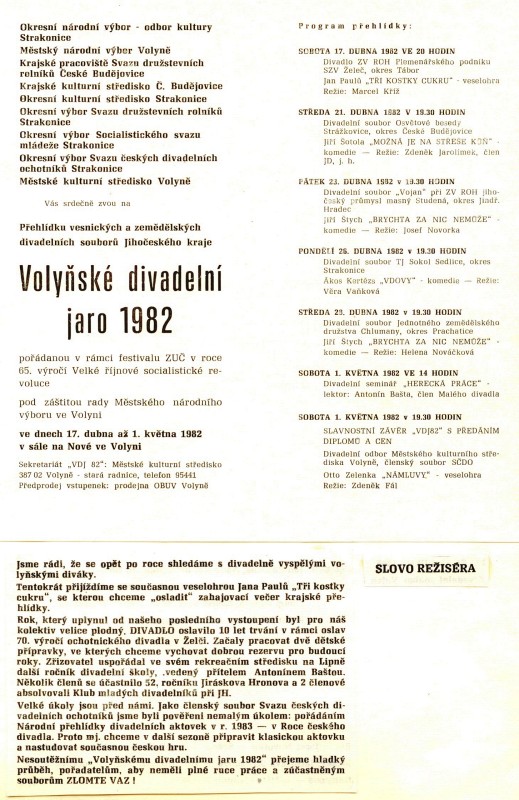 Okresní národní výbor - odbor kultury
Strakonice
Městský národní výbor Volyně
Krajské pracoviště Svazu družstevních
rolníků České Budějovice
Krajské kulturní středisko Č. Budějovice
Okresní kulturní středisko Strakonice
Okresní výbor Svazu družstevních rolníků
Strakonice
Okresní výbor Socialistického svazu
mládeže Strakonice
Okresní výbor Svazu českých divadelních
ochotníků Strakonice
Městské kulturní středisko Volyně
Vás srdečně zvou na
Přehlídku vesnických a zemědělských
divadelních souborů Jihočeského kraje
Volyňské divadelní
jaro 1982
pořádanou v rámci festivalu ZUČ v roce
65. výročí Velké říjnové socialistické re-
voluce
pod záštitou rady Městského národního
výboru ve Volyni
ve dnech 17. dubna až 1. května 1982
v sále na Nové ve Volyni
Sekretariát „VDJ 82": Městské kulturní středisko
387 02 Volyně - stará radnice, telefon 95441
Předprodej vstupenek: prodejna OBUV Volyně
Program přehlídky:
SOBOTA 17. DUBNA 1982 VE 20 HODIN
Divadlo ZV ROH Plemenářského podniku
SZV Želeč, okres Tábor
Jan Paulů „TŘI KOSTKY CUKRU" - veselohra
Režie: Marcel Kříž
STŘEDA 21. DUBNA 1982 V 19.30 HODIN
Divadelní soubor Osvětové besedy
Strážkovice, okres České Budějovice
Jiří Šotola „MOŽNÁ JE NA STŘEŠE KŮŇ" -
komedie — Režie: Zdeněk Jarolímek, člen
JD, j. h.
PÁTEK 23. DUBNA 1982 v 19.30 HODIN
Divadelní soubor „Vojan" při ZV ROH Jiho-
český průmysl masný Studená, okres Jindř.
Hradec
Jiří Štych „BRYCHTA ZA NIC NEMŮŽE" -
komedie — Režie: Josef Novorka
PONDĚLÍ 26. DUBNA 1982 v 19.30 HODIN
Divadelní soubor TJ Sokol Sedlice, okres
Strakonice
Ákos Kertész „VDOVY" - komedie — Režie:
Věra Vaňková
STŘEDA 28. DUBNA 1982 v 19.30 HODIN
Divadelní soubor Jednotného zemědělského
družstva Chlumany, okres Prachatice
Jiří Štych „BRYCHTA ZA NIC NEMŮŽE" -
komedie — Režie: Helena Nováčková
SOBOTA 1. KVĚTNA 1982 VE 14 HODIN
Divadelní seminář „HERECKÁ PRÁCE" -
lektor: Antonín Bašta, člen Malého divadla
SOBOTA 1. KVĚTNA 1982 v 19.30 HODIN
SLAVNOSTNÍ ZÁVĚR „VDJ82" S PŘEDÁNÍM
DIPLOMŮ A CEN
Divadelní odbor Městského kulturního stře-
diska Volyně, členský soubor SČDO
Otto Zelenka „NÁMLUVY," - veselohra
Režie: Zdeněk Fál
Jsme rádi, že se opět po roce shledáme s divadelně vyspělými vo-
lyňskými diváky.
Tentokrát přijíždíme se současnou veselohrou Jana Paulů „Tři kostky
cukru", se kterou chceme „osladit" zahajovací večer krajské pře-
hlídky.
Rok, který uplynul od našeho posledního vystoupení byl pro náš
kolektiv velice plodný. DIVADLO oslavilo 10 let trvání v rámci oslav
70. výročí ochotnického divadla v Želči. Začaly pracovat dvě dětské
přípravky, ve kterých chceme vychovat dobrou rezervu pro budoucí
roky. Zřizovatel uspořádal ve svém rekreačním středisku na Lipně
další ročník divadelní školy, vedený přítelem Antonínem Baštou.
Několik členů se účastnilo 52. ročníku Jiráskova Hronova a 2 členové
absolvovali Klub mladých divadelníků při JH.
Velké úkoly jsou před námi. Jako členský soubor Svazu českých di-
vadelních ochotníků jsme byli pověřeni nemalým úkolem: pořádáním
Národní přehlídky divadelních aktovek v r. 1983 — v Roce českého
divadla. Proto mj. chceme v další sezoně připravit klasickou aktovku
a nastudovat současnou českou hru.
Nesoutěžnímu „Volyňskému divadelnímu jaru 1982" přejeme hladký
průběh, pořadatelům, aby neměli plné ruce práce a zúčastněným
souborům ZLOMTE VAZ !
SLOVO REŽISÉRA